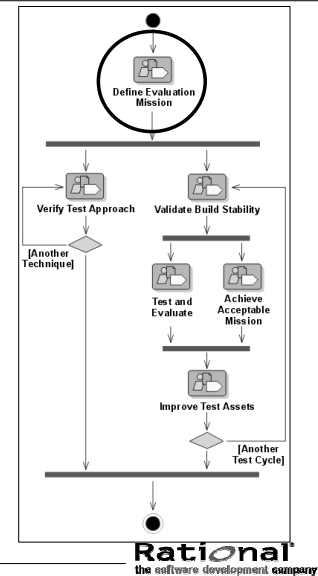 Define Evaluation
Mission
Verify Test Approach
Validate Build Stability
[Another
Technique]
Test and
Evaluate
Achieve
Acceptable
Mission
Improve Test Assets
[Another
Test Cycle]
Rational®
the software development company